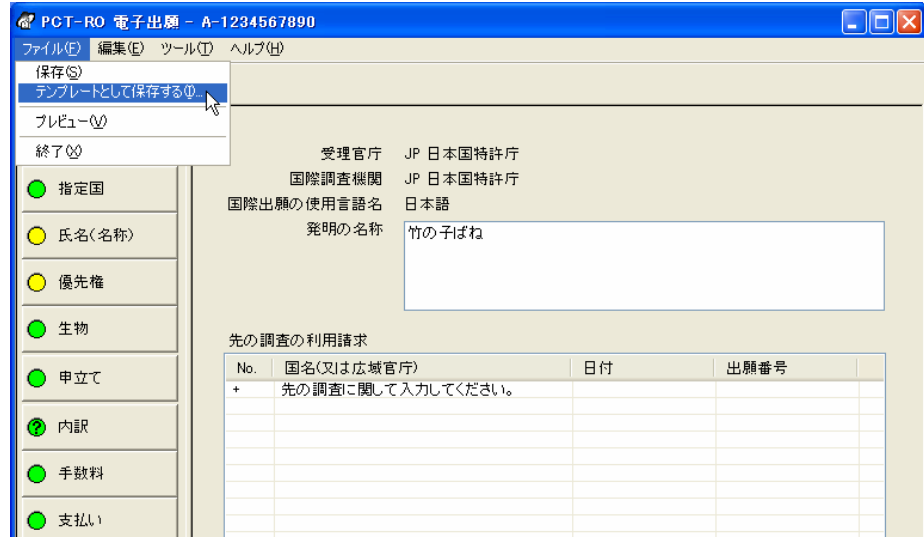 PCT-RO 電子出願 - A-1234567890
ファイル(F) 編集(E) ツール(T) ヘルプ(H)
保存(S)
テンプレートとして保存する(I)...
プレビュー(V)
終了(X)
受理官庁 JP 日本国特許庁
国際調査機関 JP 日本国特許庁
国際出願の使用言語名 日本語
発明の名称 竹の子ばね
指定国
氏名(名称)
優先権
生物
申立て
内訳
手数料
支払い
先の調査の利用請求
No. 国名(又は広域官庁) 日付 出願番号
+ 先の調査に関して入力してください。